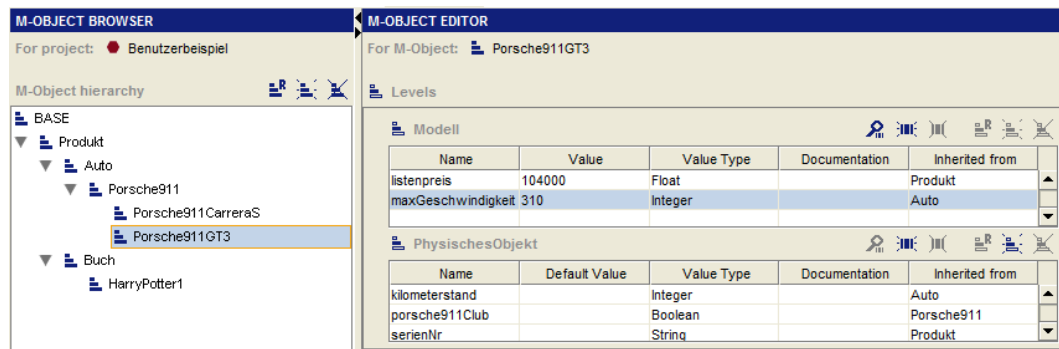 M-OBJECT BROWSER
For project: Benutzerbeispiel
M-Object hierarchy
R
BASE
Produkt
Auto
Porsche911
Porsche911CarreraS
Porsche911GT3
Buch
HarryPotter1
M-OBJECT EDITOR
For M-Object: Porsche911GT3
Levels
Modell
R
Name Value Value Type Documentation Inherited from
listenpreis 104000 Float Produkt
maxGeschwindigkeit 310 Integer Auto
PhysischesObjekt
R
Name Default Value Value Type Documentation Inherited from
kilometerstand Integer Auto
porsche911Club Boolean Porsche911
serienNr String Produkt